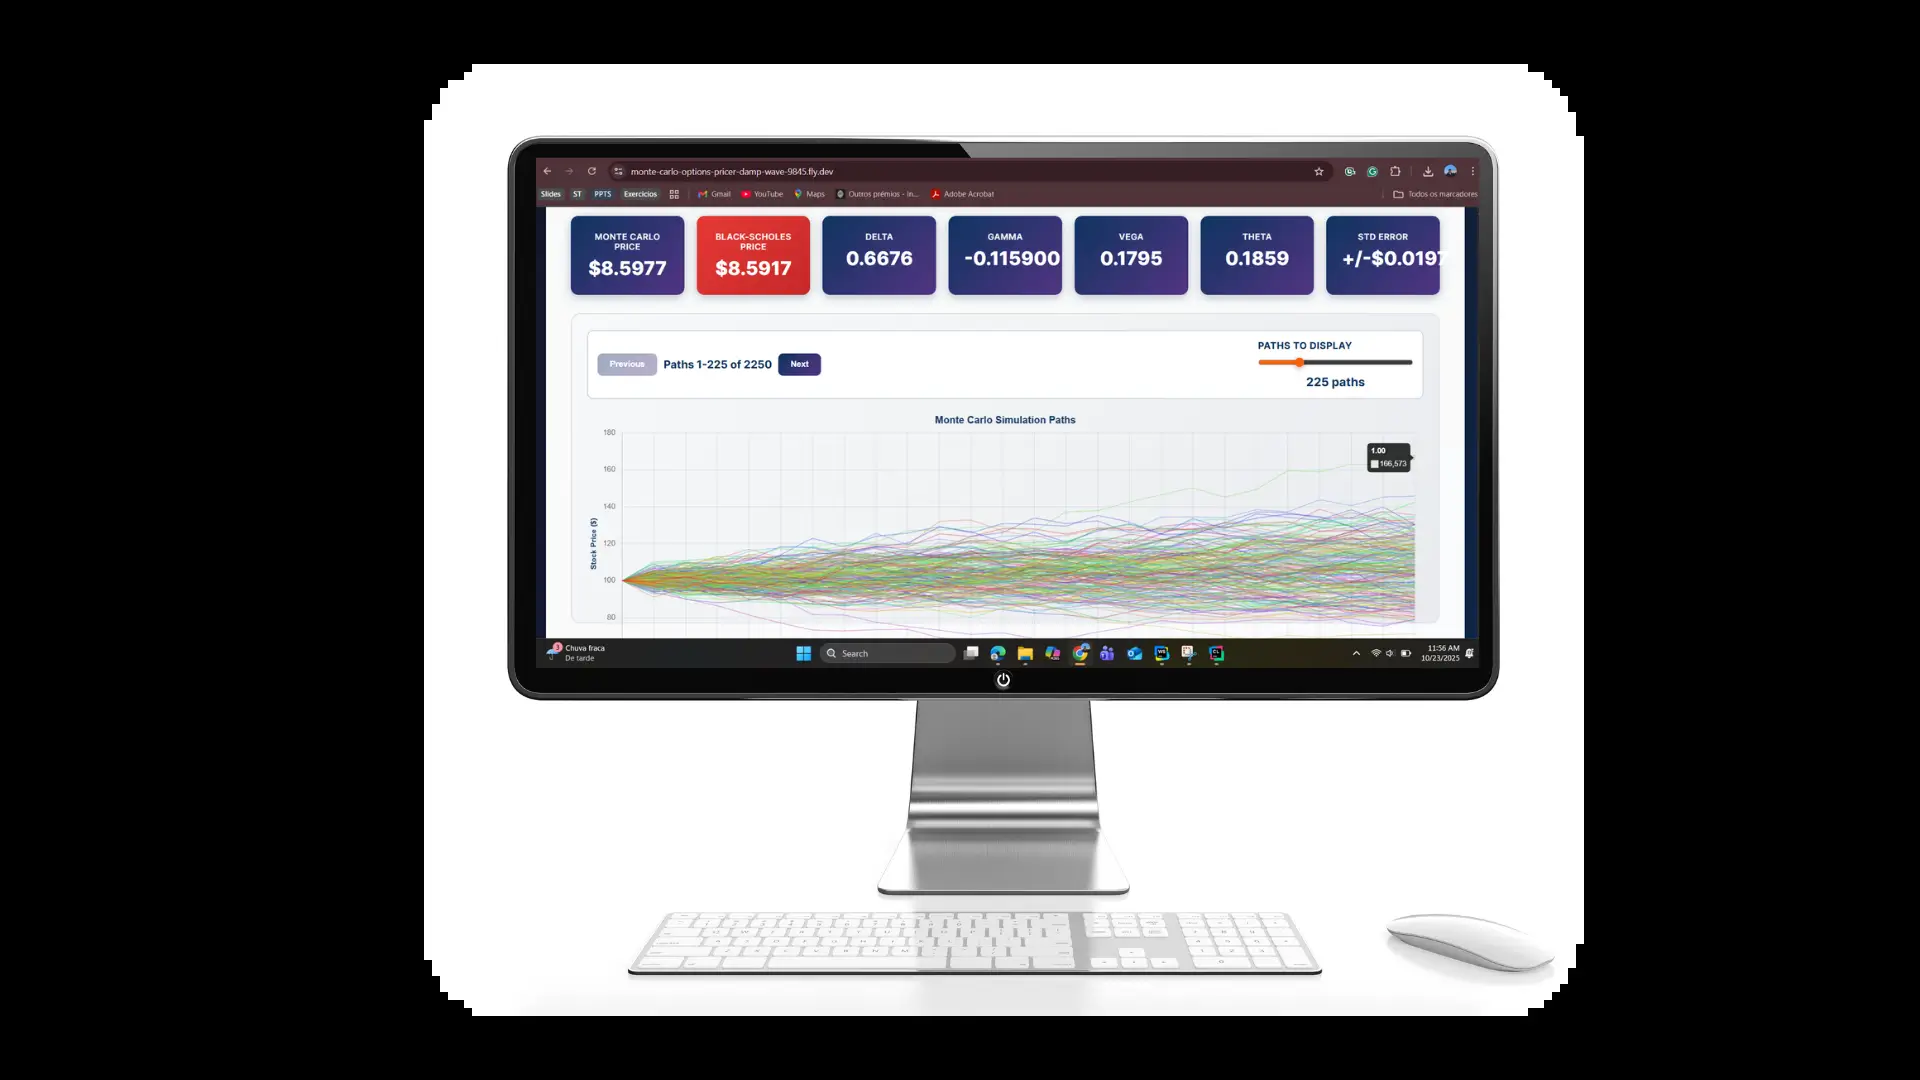 monte-carlo-options-pricer-damp-wave-9845.fly.dev
Slides ST PPTS Exercicios Gmail YouTube Maps Outros prémios - In... Adobe Acrobat Todos os marcadores
MONTE CARLO
PRICE
$8.5977
BLACK-SCHOLES
PRICE
$8.5917
DELTA
0.6676
GAMMA
-0.115900
VEGA
0.1795
THETA
0.1859
STD ERROR
+/-$0.0197
Previous Paths 1-225 of 2250 Next
PATHS TO DISPLAY
225 paths
Monte Carlo Simulation Paths
180
160
140
120
100
80
Stock Price ($)
1.00
166,573
Chuva fraca
De tarde
Search
11:56 AM
10/23/2025